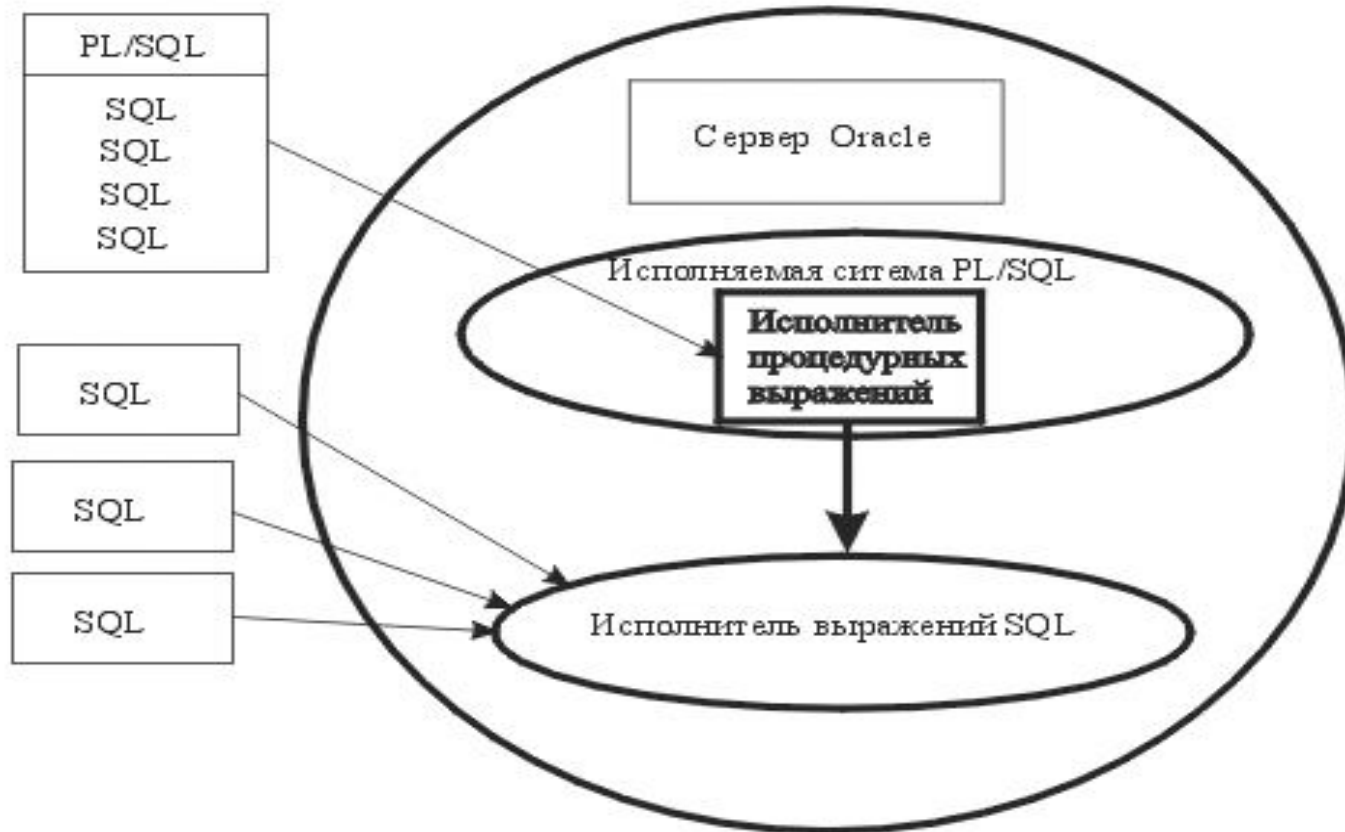 PL/SQL
SQL
SQL
SQL
SQL
Сервер Oracle
Исполняемая ситема PL/SQL
Исполнитель
процедурных
выражений
SQL
SQL
SQL
Исполнитель выражений SQL